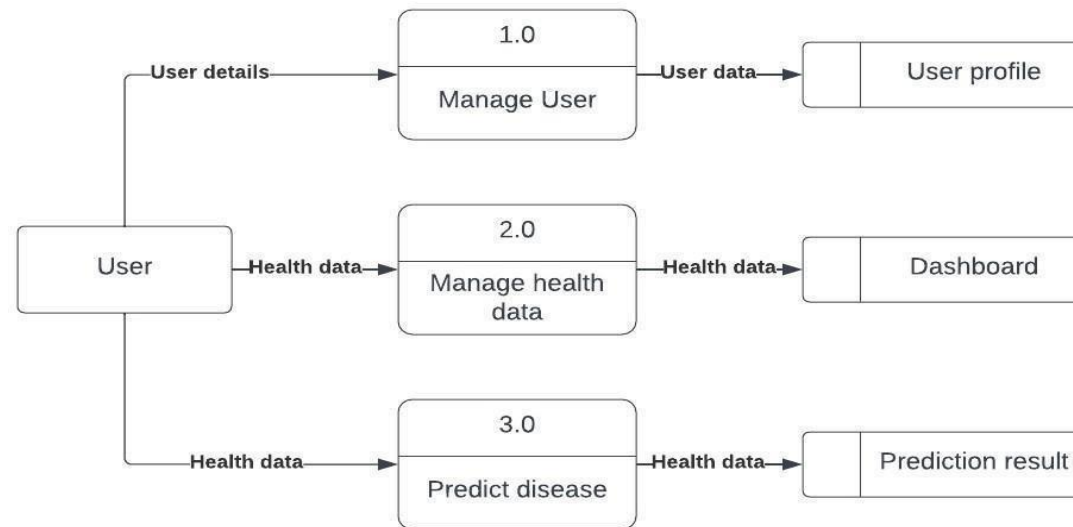 1.0
User details
Manage User
User data
User profile
User
Health data
2.0
Manage health
data
Health data
Dashboard
Health data
3.0
Predict disease
Health data
Prediction result